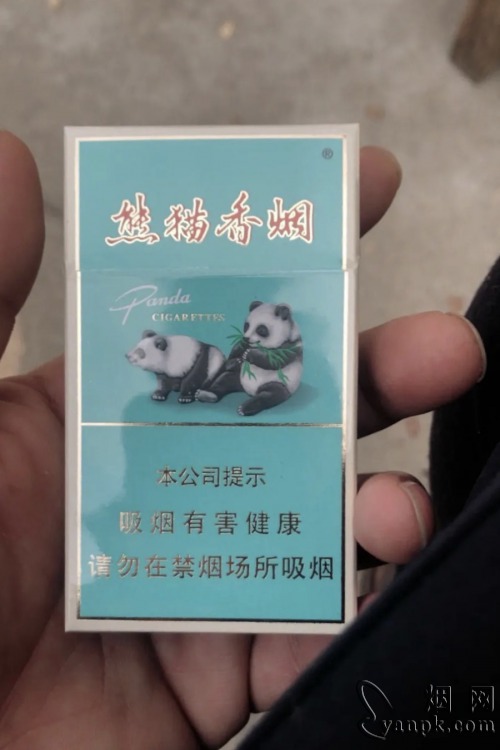 ®
熊猫香烟
Panda
CIGARETTES
本公司提示
吸烟有害健康
请勿在禁烟场所吸烟
烟网
yanpk.com